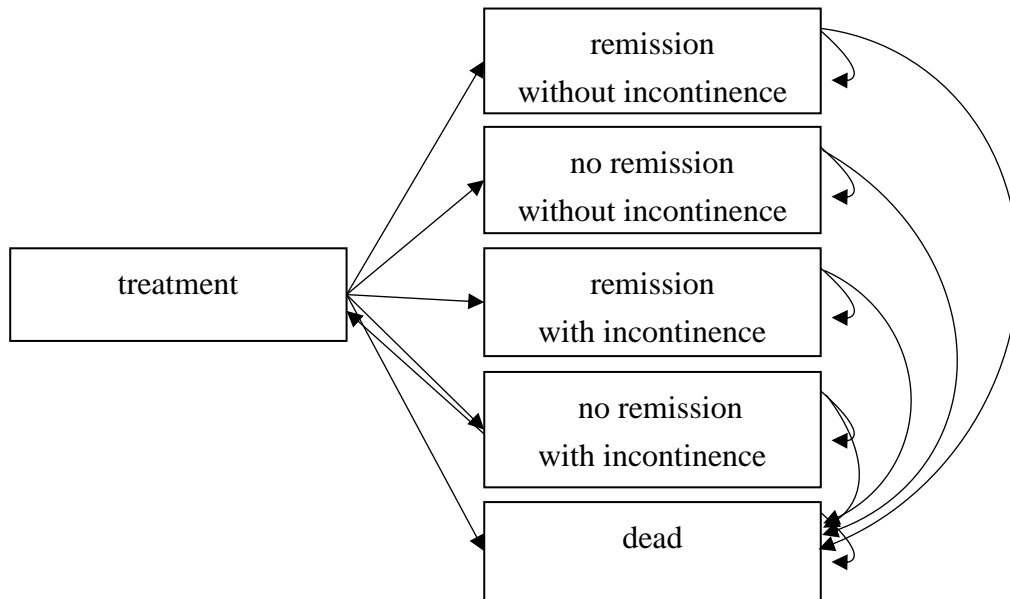 remission
without incontinence
no remission
without incontinence
treatment
remission
with incontinence
no remission
with incontinence
dead